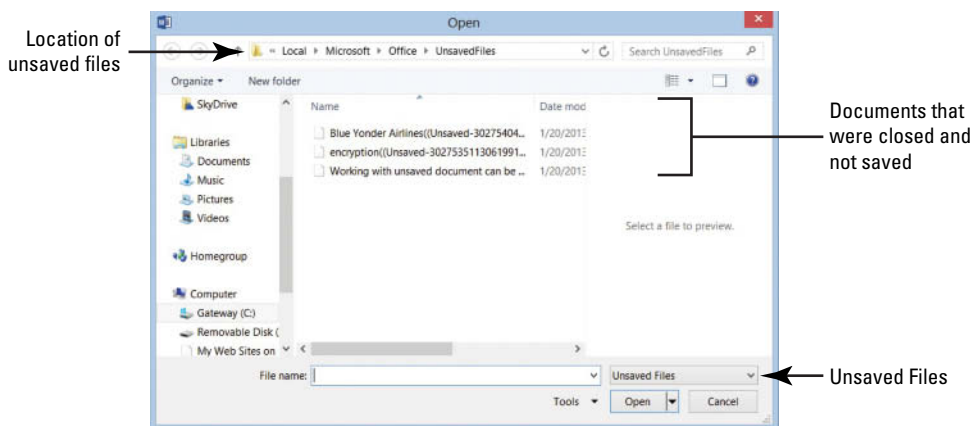 Open
Location of
unsaved files
« Local ▸ Microsoft ▸ Office ▸ UnsavedFiles
Search UnsavedFiles
Organize
New folder
SkyDrive
Libraries
Documents
Music
Pictures
Videos
Homegroup
Computer
Gateway (C:)
Removable Disk (
My Web Sites on
Name
Date mod
Blue Yonder Airlines((Unsaved-30275404...
1/20/2013
encryption((Unsaved-3027535113061991...
1/20/2013
Working with unsaved document can be ...
1/20/2013
Select a file to preview.
Documents that
were closed and
not saved
File name:
Unsaved Files
Unsaved Files
Tools
Open
Cancel